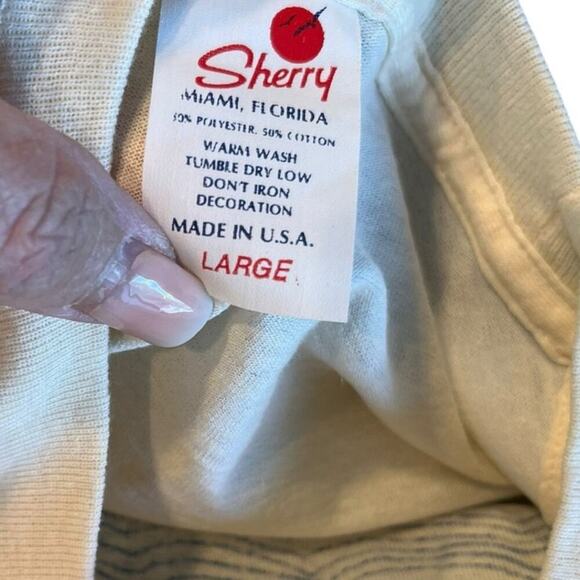 Sherry
MIAMI, FLORIDA
50% POLYESTER, 50% COTTON
WARM WASH
TUMBLE DRY LOW
DON'T IRON
DECORATION
MADE IN U.S.A.
LARGE